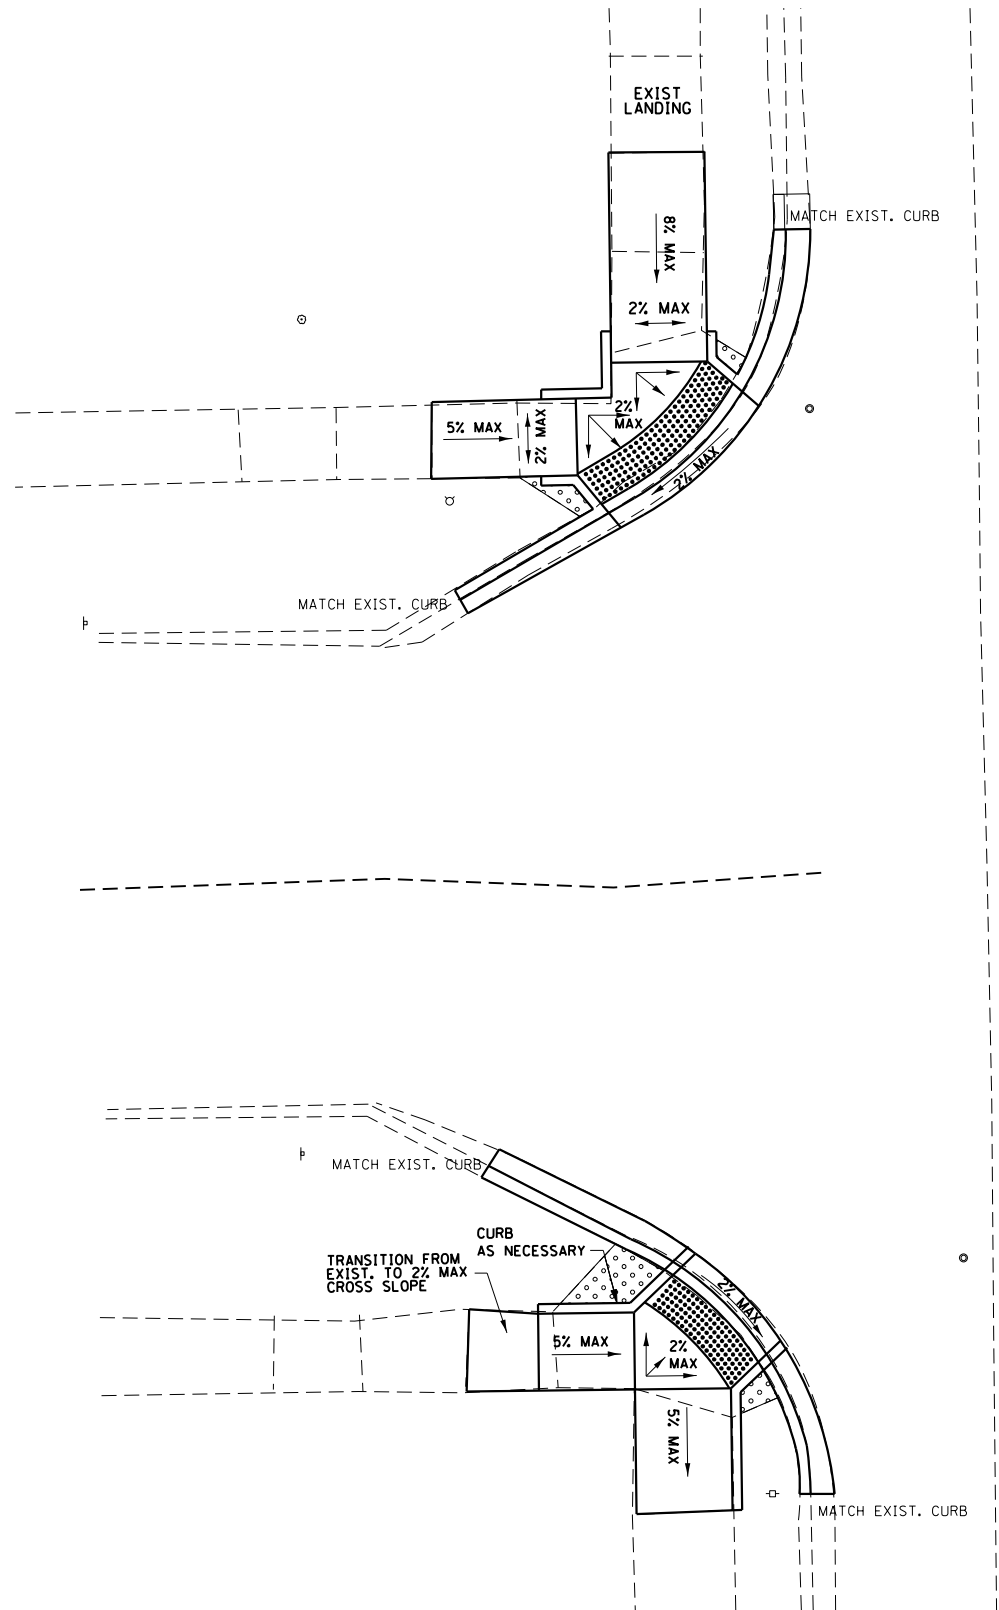 EXIST
LANDING
MATCH EXIST. CURB
8% MAX
2% MAX
2%
MAX
5% MAX
2% MAX
2% MAX
MATCH EXIST. CURB
MATCH EXIST. CURB
CURB
AS NECESSARY
TRANSITION FROM
EXIST. TO 2% MAX
CROSS SLOPE
2% MAX
5% MAX
2%
MAX
5% MAX
MATCH EXIST. CURB